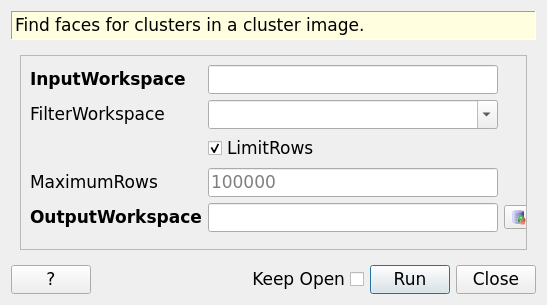 Find faces for clusters in a cluster image.
InputWorkspace
FilterWorkspace
LimitRows
MaximumRows 100000
OutputWorkspace
? Keep Open Run Close